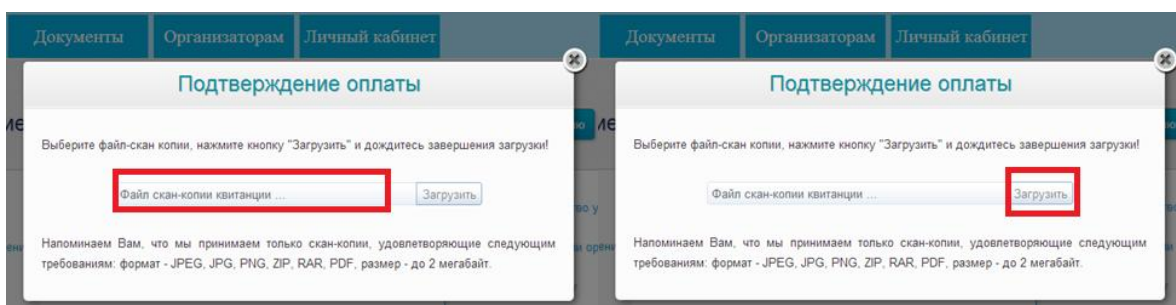 Документы Организаторам Личный кабинет
Подтверждение оплаты
Выберите файл-скан копии, нажмите кнопку "Загрузить" и дождитесь завершения загрузки!
Файл скан-копии квитанции ... Загрузить
Напоминаем Вам, что мы принимаем только скан-копии, удовлетворяющие следующим
требованиям: формат - JPEG, JPG, PNG, ZIP, RAR, PDF, размер - до 2 мегабайт.
Документы Организаторам Личный кабинет
Подтверждение оплаты
Выберите файл-скан копии, нажмите кнопку "Загрузить" и дождитесь завершения загрузки!
Файл скан-копии квитанции ... Загрузить
Напоминаем Вам, что мы принимаем только скан-копии, удовлетворяющие следующим
требованиям: формат - JPEG, JPG, PNG, ZIP, RAR, PDF, размер - до 2 мегабайт.